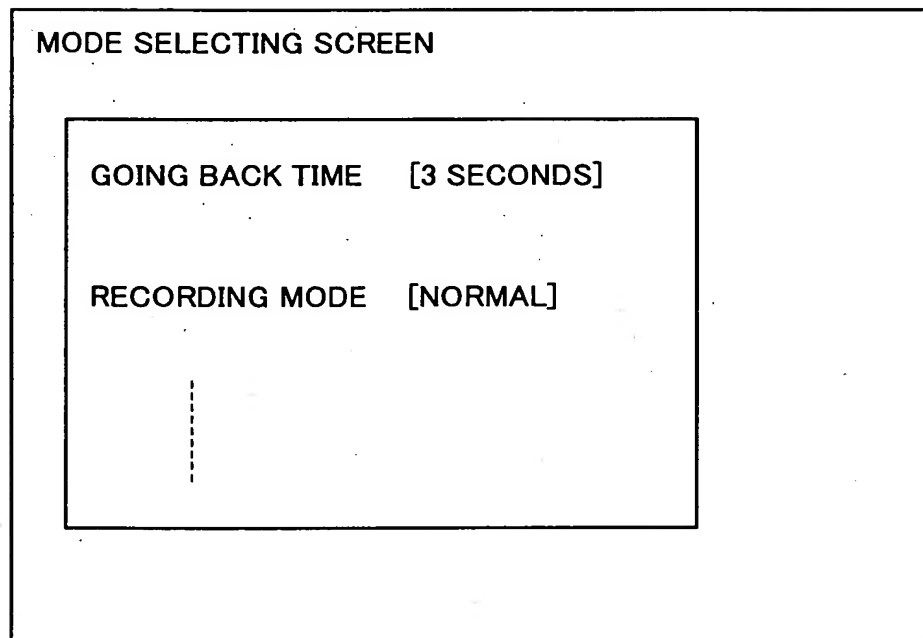 MODE SELECTING SCREEN
GOING BACK TIME [3 SECONDS]
RECORDING MODE [NORMAL]